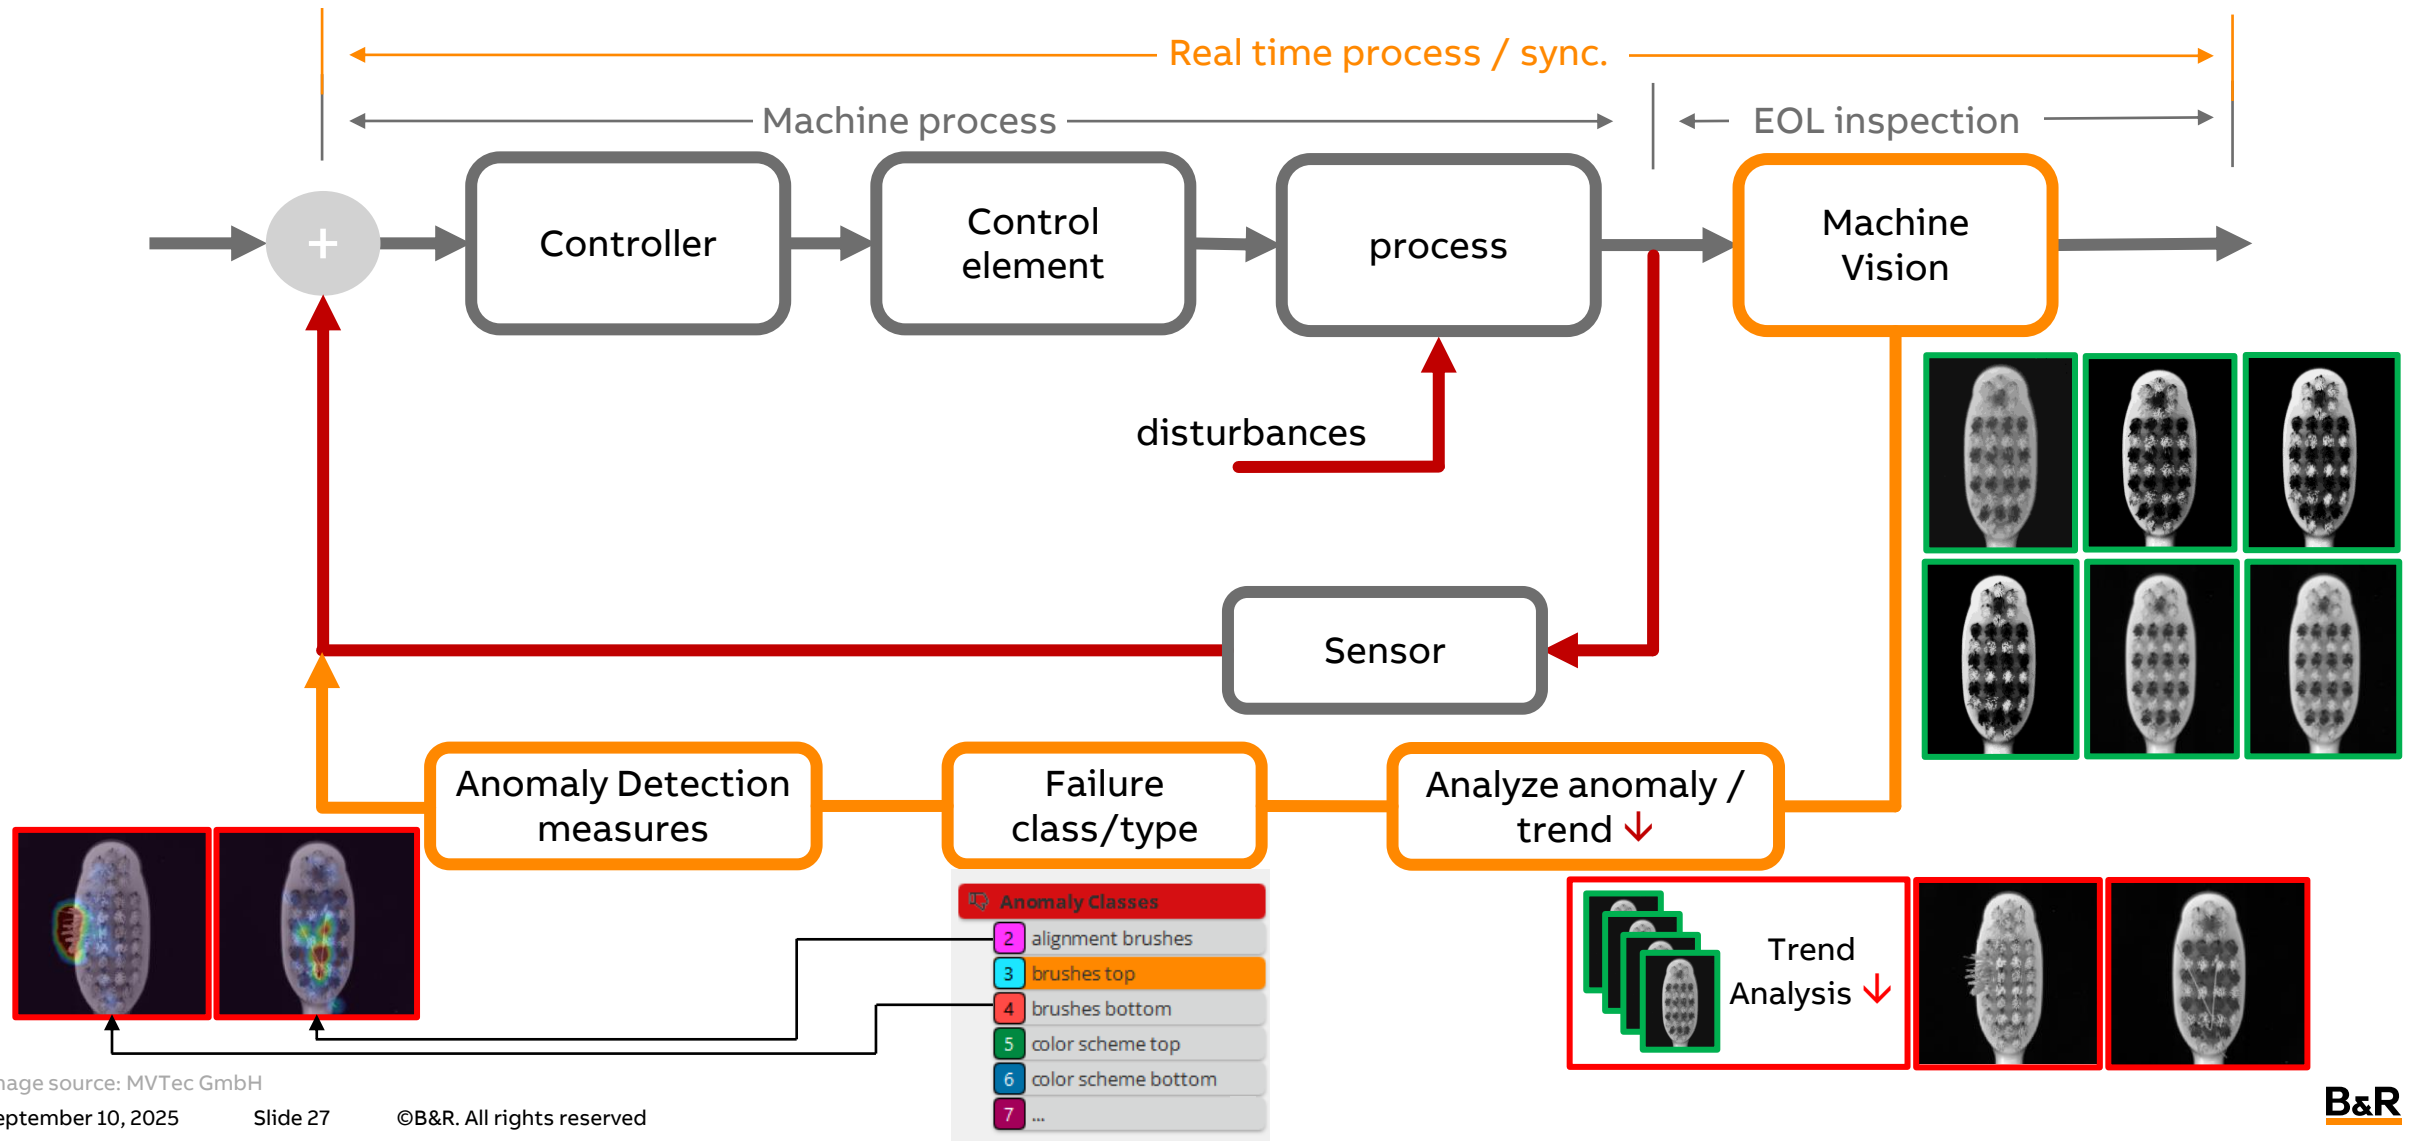 Real time process / sync.
Machine process
EOL inspection
+
Controller
Control
element
process
Machine
Vision
disturbances
Sensor
Anomaly Detection
measures
Failure
class/type
Analyze anomaly /
trend ↓
Anomaly Classes
2 alignment brushes
3 brushes top
4 brushes bottom
5 color scheme top
6 color scheme bottom
7 ...
Trend
Analysis ↓
mage source: MVTec GmbH
eptember 10, 2025 Slide 27 ©B&R. All rights reserved
B&R